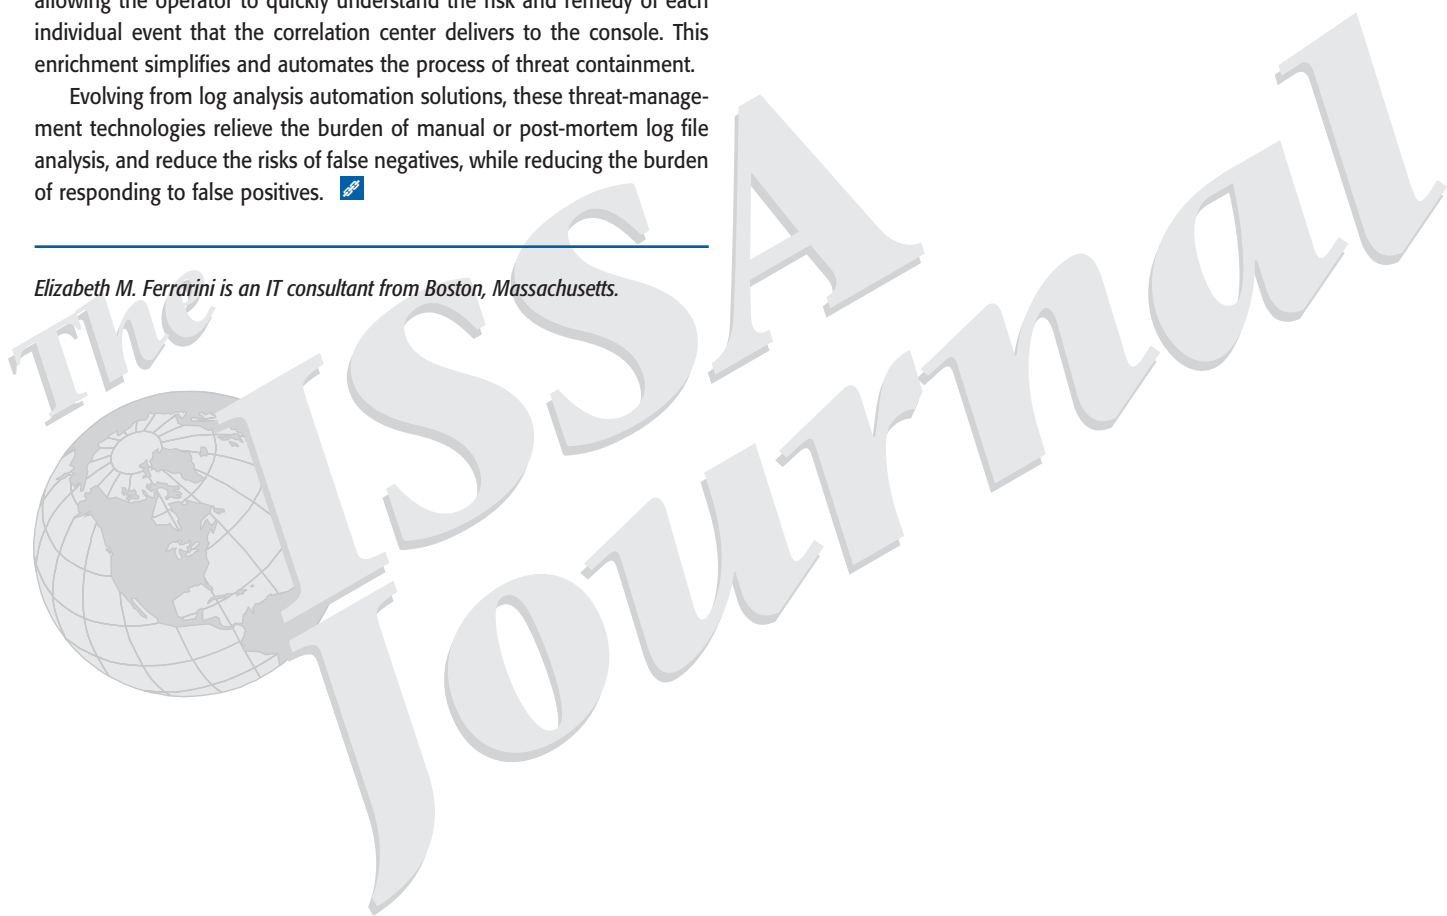 allowing the operator to quickly understand the risk and remedy of each
individual event that the correlation center delivers to the console. This
enrichment simplifies and automates the process of threat containment.
Evolving from log analysis automation solutions, these threat-manage-
ment technologies relieve the burden of manual or post-mortem log file
analysis, and reduce the risks of false negatives, while reducing the burden
of responding to false positives.
Elizabeth M. Ferrarini is an IT consultant from Boston, Massachusetts.
The
ISSA
Journal